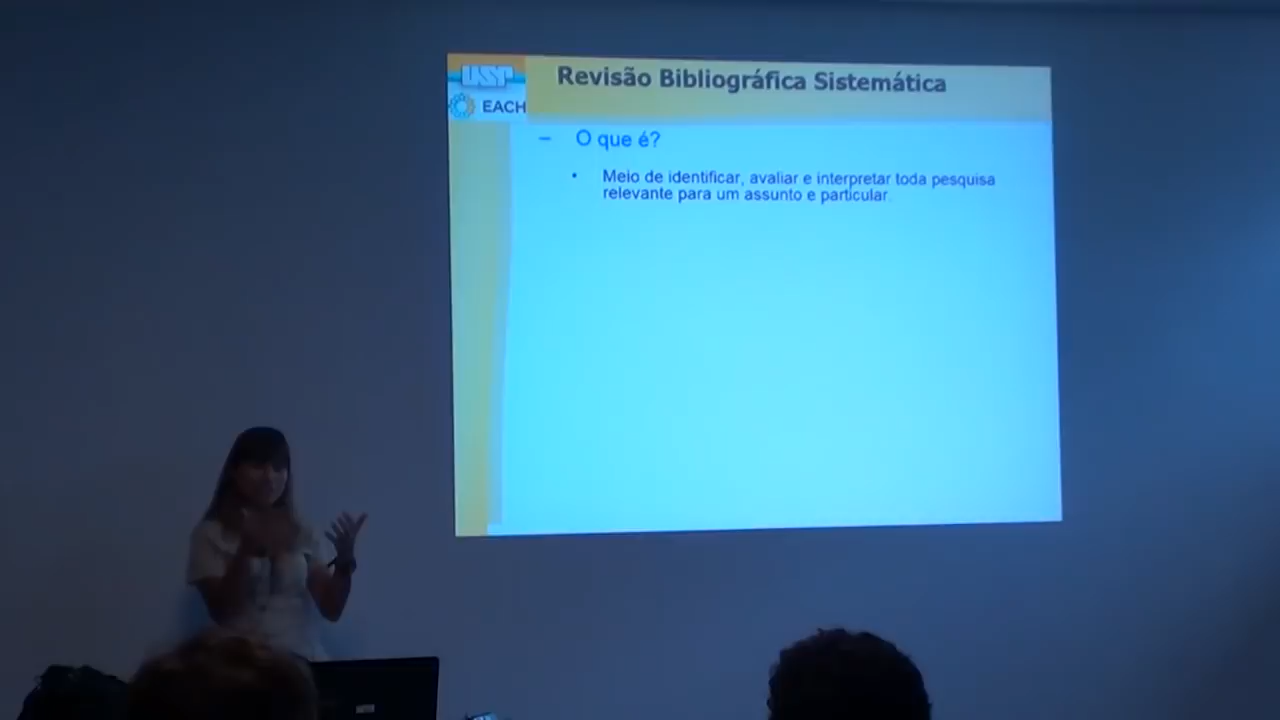 USP
EACH
Revisão Bibliográfica Sistemática
– O que é?
• Meio de identificar, avaliar e interpretar toda pesquisa
relevante para um assunto e particular.